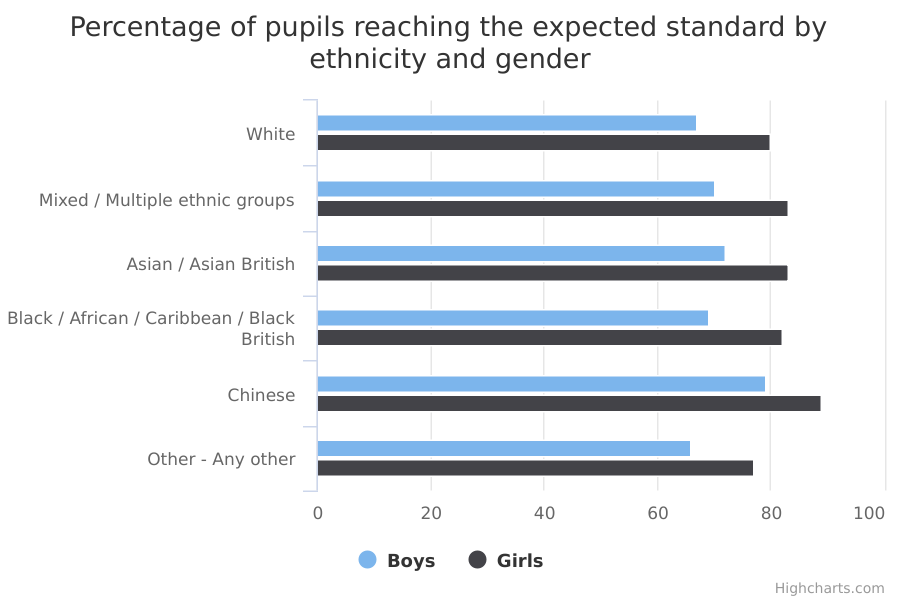 Percentage of pupils reaching the expected standard by
ethnicity and gender
White
Mixed / Multiple ethnic groups
Asian / Asian British
Black / African / Caribbean / Black
British
Chinese
Other - Any other
0 20 40 60 80 100
Boys Girls
Highcharts.com